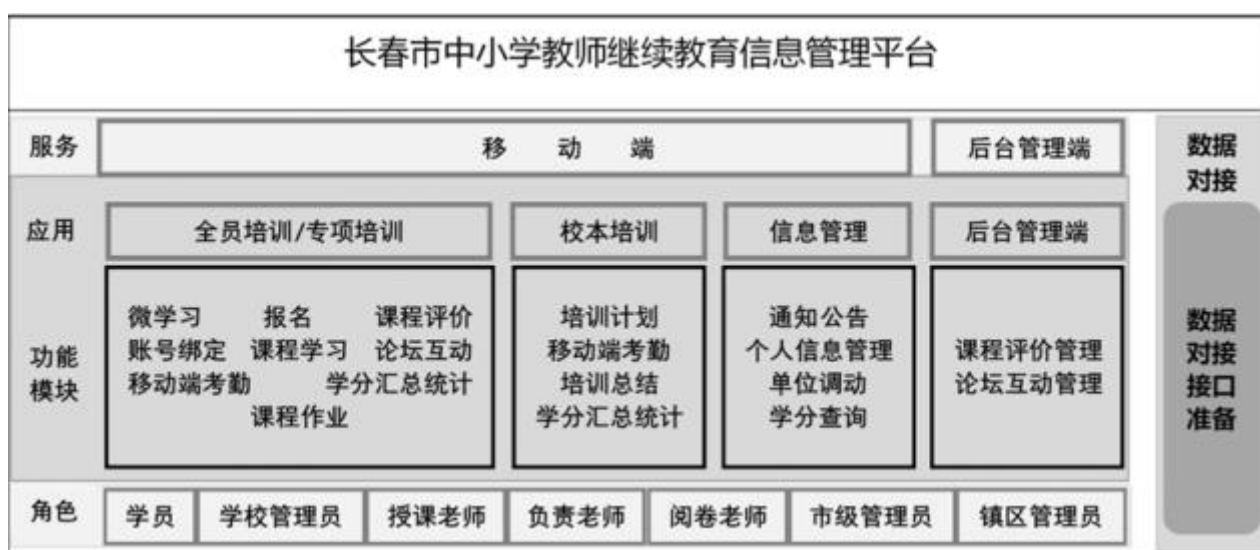 长春市中小学教师继续教育信息管理平台
服务
移 动 端
后台管理端
数据
对接
应用
全员培训/专项培训
校本培训
信息管理
后台管理端
功能
模块
微学习 报名 课程评价
账号绑定 课程学习 论坛互动
移动端考勤 学分汇总统计
课程作业
培训计划
移动端考勤
培训总结
学分汇总统计
通知公告
个人信息管理
单位调动
学分查询
课程评价管理
论坛互动管理
数据
对接
接口
准备
角色
学员
学校管理员
授课老师
负责老师
阅卷老师
市级管理员
镇区管理员